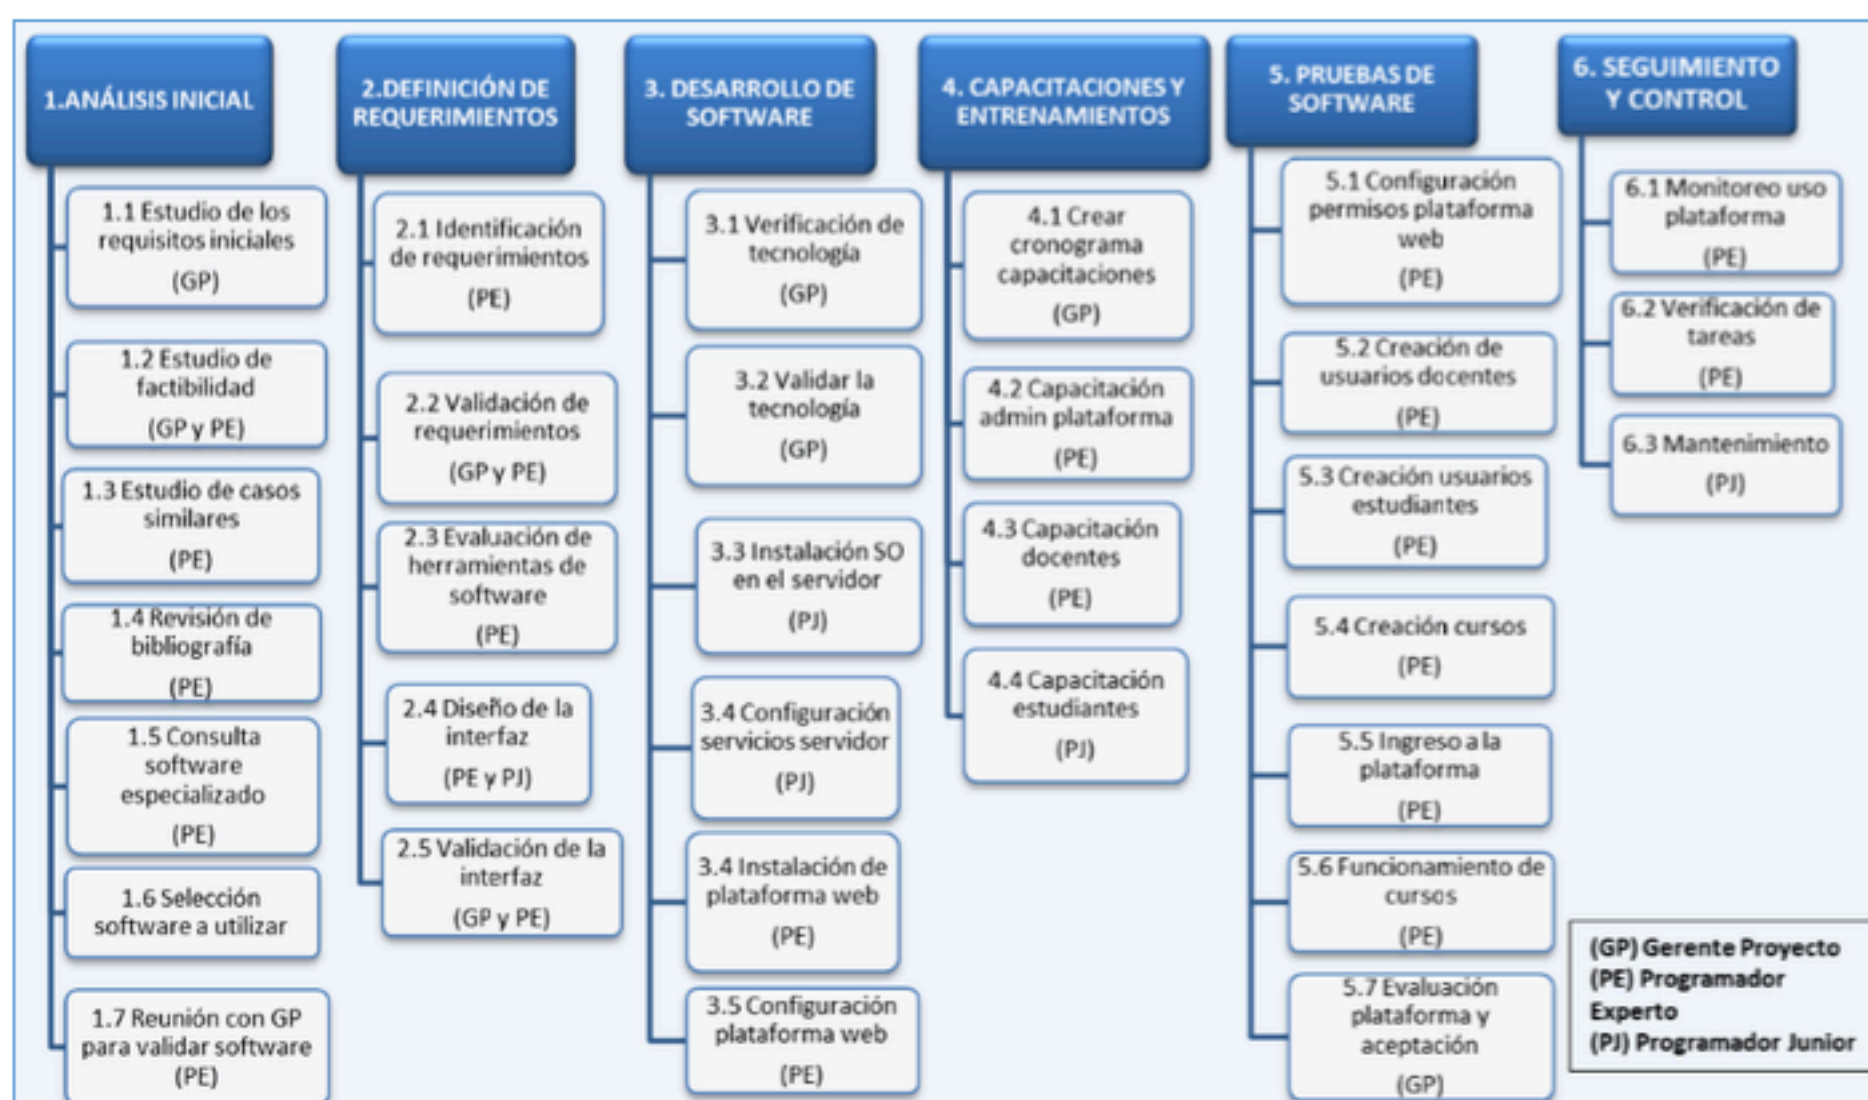 1.ANÁLISIS INICIAL
1.1 Estudio de los
requisitos iniciales
(GP)
1.2 Estudio de
factibilidad
(GP y PE)
1.3 Estudio de casos
similares
(PE)
1.4 Revisión de
bibliografía
(PE)
1.5 Consulta
software
especializado
(PE)
1.6 Selección
software a utilizar
1.7 Reunión con GP
para validar software
(PE)
2.DEFINICIÓN DE
REQUERIMIENTOS
2.1 Identificación
de requerimientos
(PE)
2.2 Validación de
requerimientos
(GP y PE)
2.3 Evaluación de
herramientas de
software
(PE)
2.4 Diseño de la
interfaz
(PE y PJ)
2.5 Validación de la
interfaz
(GP y PE)
3. DESARROLLO DE
SOFTWARE
3.1 Verificación de
tecnología
(GP)
3.2 Validar la
tecnología
(GP)
3.3 Instalación SO
en el servidor
(PJ)
3.4 Configuración
servicios servidor
(PJ)
3.4 Instalación de
plataforma web
(PE)
3.5 Configuración
plataforma web
(PE)
4. CAPACITACIONES Y
ENTRENAMIENTOS
4.1 Crear
cronograma
capacitaciones
(GP)
4.2 Capacitación
admin plataforma
(PE)
4.3 Capacitación
docentes
(PE)
4.4 Capacitación
estudiantes
(PJ)
5. PRUEBAS DE
SOFTWARE
5.1 Configuración
permisos plataforma
web
(PE)
5.2 Creación de
usuarios docentes
(PE)
5.3 Creación usuarios
estudiantes
(PE)
5.4 Creación cursos
(PE)
5.5 Ingreso a la
plataforma
(PE)
5.6 Funcionamiento de
cursos
(PE)
5.7 Evaluación
plataforma y
aceptación
(GP)
6. SEGUIMIENTO
Y CONTROL
6.1 Monitoreo uso
plataforma
(PE)
6.2 Verificación de
tareas
(PE)
6.3 Mantenimiento
(PJ)
(GP) Gerente Proyecto
(PE) Programador
Experto
(PJ) Programador Junior